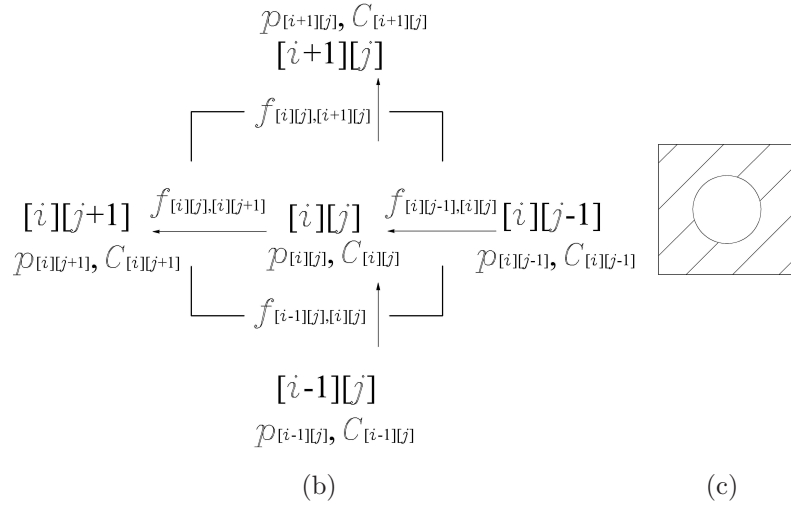 p[i+1][j], C[i+1][j]
[i+1][j]
f[i][j],[i+1][j]
[i][j+1] f[i][j],[i][j+1] [i][j] f[i][j-1],[i][j] [i][j-1]
p[i][j+1], C[i][j+1] p[i][j], C[i][j] p[i][j-1], C[i][j-1]
f[i-1][j],[i][j]
[i-1][j]
p[i-1][j], C[i-1][j]
(b) (c)